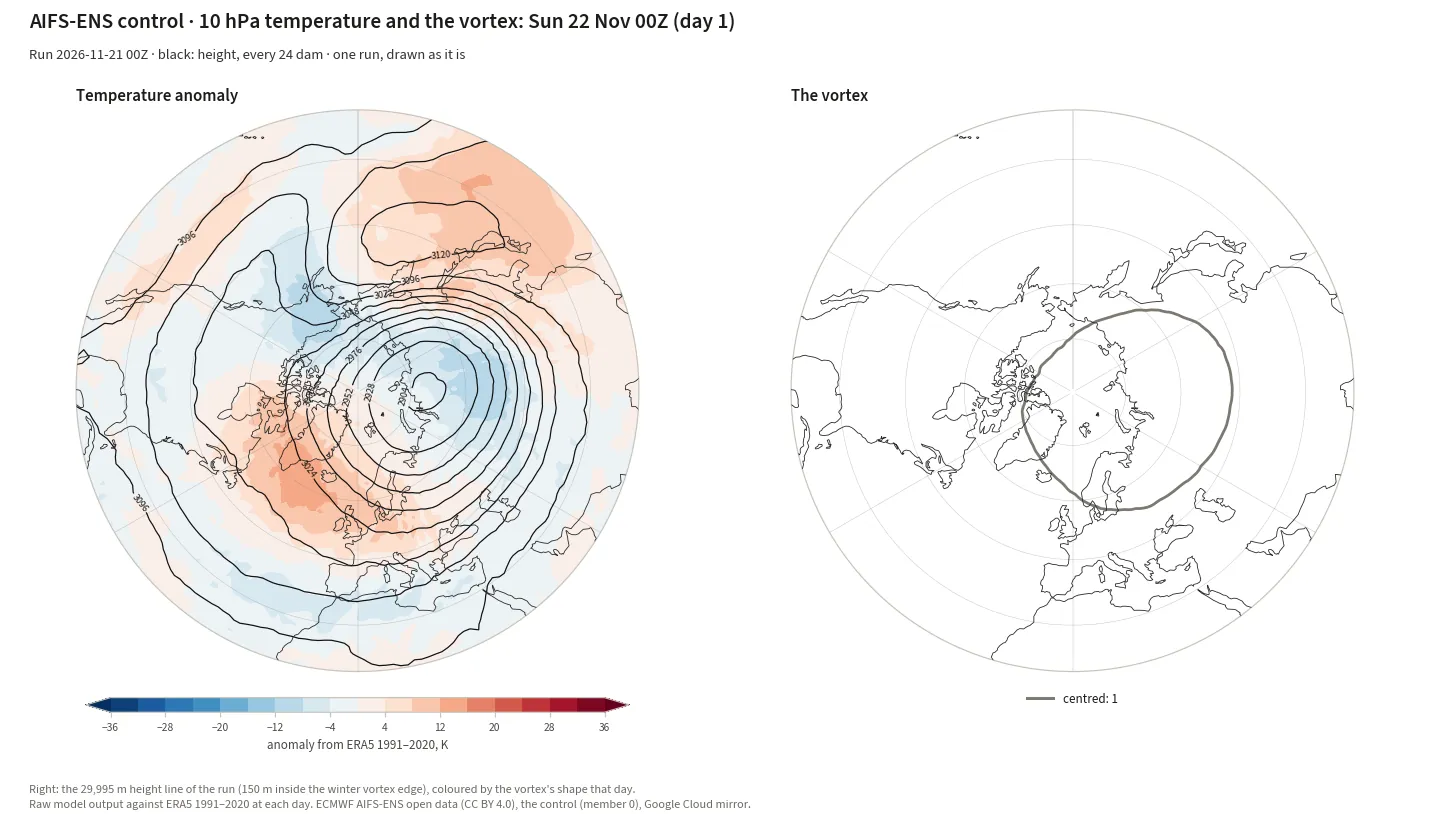 AIFS-ENS control · 10 hPa temperature and the vortex: Sun 22 Nov 00Z (day 1)
Run 2026-11-21 00Z · black: height, every 24 dam · one run, drawn as it is
Temperature anomaly
The vortex
3096
3120
3096
3072
3048
2976
2952
2928
2904
3024
3096
−36 −28 −20 −12 −4 4 12 20 28 36
anomaly from ERA5 1991–2020, K
centred: 1
Right: the 29,995 m height line of the run (150 m inside the winter vortex edge), coloured by the vortex's shape that day.
Raw model output against ERA5 1991–2020 at each day. ECMWF AIFS-ENS open data (CC BY 4.0), the control (member 0), Google Cloud mirror.